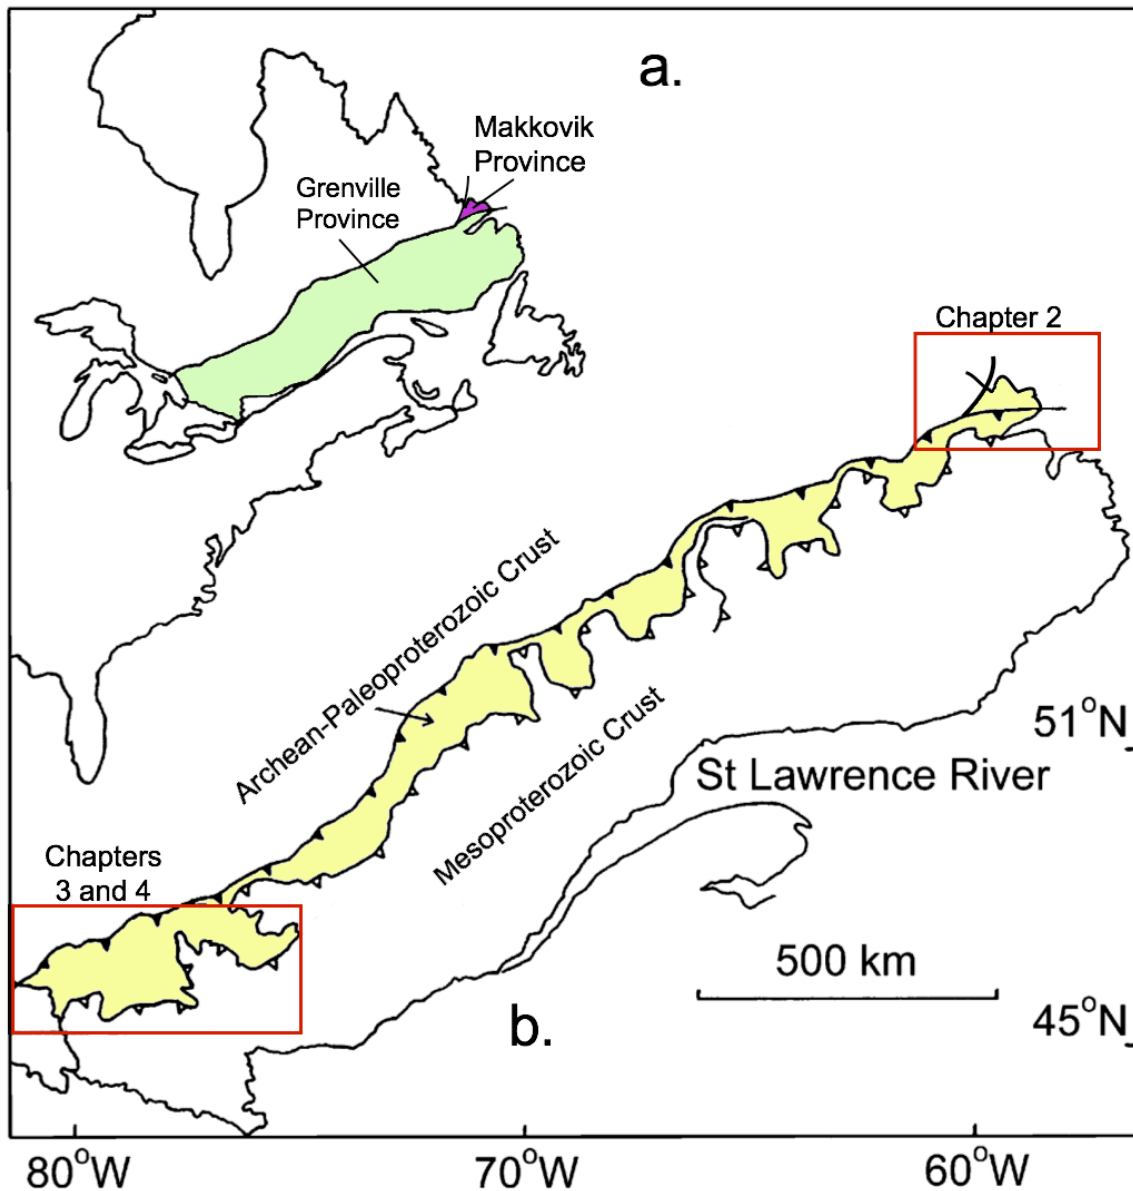 a.
Makkovik
Province
Grenville
Province
Chapter 2
Archean-Paleoproterozoic Crust
Mesoproterozoic Crust
51°N
St Lawrence River
Chapters
3 and 4
500 km
b.
45°N
80°W
70°W
60°W